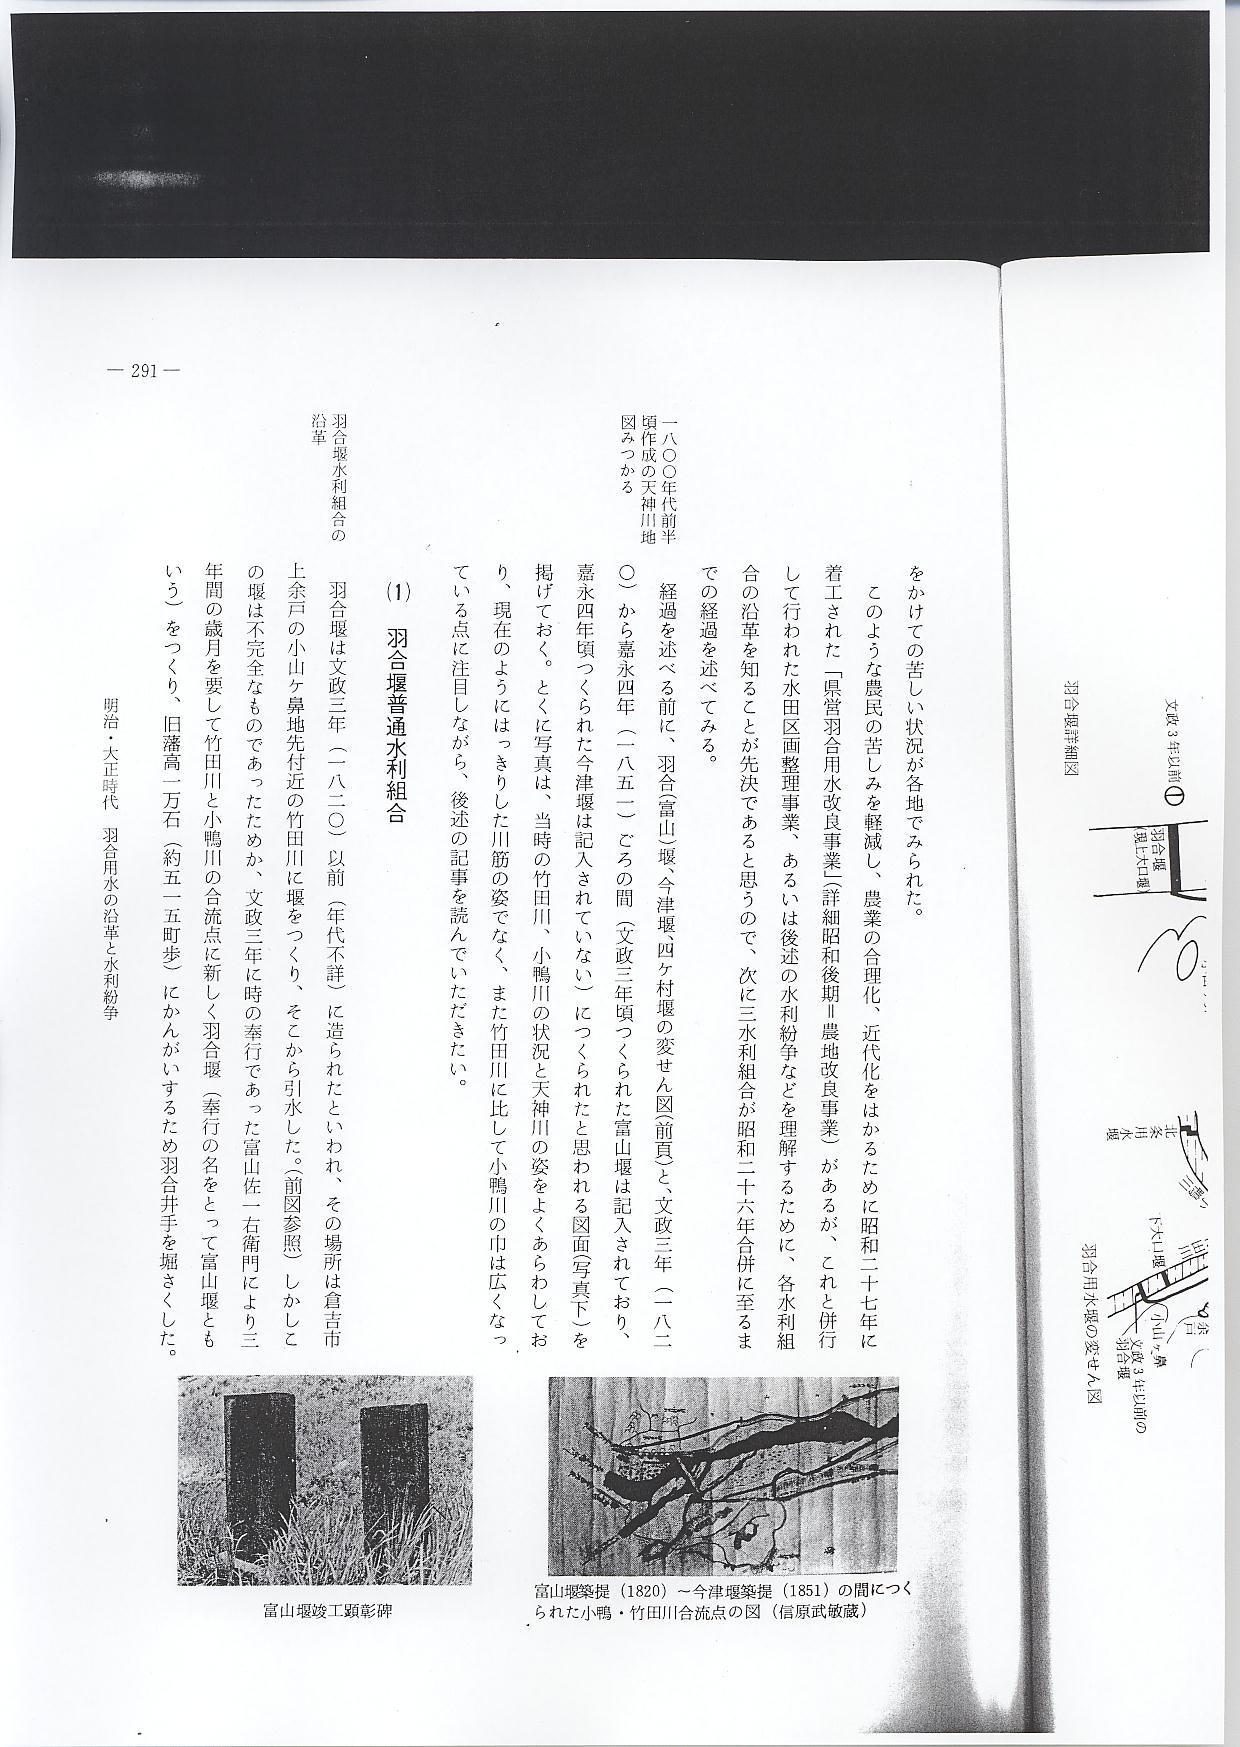 をかけての苦しい状況が各地でみられた。
このような農民の苦しみを軽減し、農業の合理化、近代化をはかるために昭和二十七年に
着工された「県営羽合用水改良事業」(詳細昭和後期＝農地改良事業)があるが、これと併行
して行われた水田区画整理事業、あるいは後述の水利紛争などを理解するために、各水利組
合の沿革を知ることが先決であると思うので、次に三水利組合が昭和二十六年合併に至るま
での経過を述べてみる。
一八〇〇年代前半
頃作成の天神川地
図みつかる
経過を述べる前に、羽合(富山)堰、今津堰、四ケ村堰の変せん図(前頁)と、文政三年(一八二
〇)から嘉永四年(一八五一)ごろの間(文政三年頃つくられた富山堰は記入されており、
嘉永四年頃つくられた今津堰は記入されていない)につくられたと思われる図面(写真下)を
掲げておく。とくに写真は、当時の竹田川、小鴨川の状況と天神川の姿をよくあらわしてお
り、現在のようにはっきりした川筋の姿でなく、また竹田川に比して小鴨川の巾は広くなっ
ている点に注目しながら、後述の記事を読んでいただきたい。
(1) 羽合堰普通水利組合
羽合堰水利組合の
沿革
羽合堰は文政三年(一八二〇)以前(年代不詳)に造られたといわれ、その場所は倉吉市
上余戸の小山ケ鼻地先付近の竹田川に堰をつくり、そこから引水した。(前図参照)しかしこ
の堰は不完全なものであったためか、文政三年に時の奉行であった富山佐一右衛門により三
年間の歳月を要して竹田川と小鴨川の合流点に新しく羽合堰(奉行の名をとって富山堰とも
いう)をつくり、旧藩高一万石(約五一五町歩)にかんがいするため羽合井手を堀さくした。
富山堰築提(1820)〜今津堰築提(1851)の間につく
られた小鴨・竹田川合流点の図(信原武敏蔵)
富山堰竣工顕彰碑
明治・大正時代 羽合用水の沿革と水利紛争
— 291 —
文政3年以前①
羽合堰
(現上大口堰)
羽合堰詳細図
北条用水
堰
下大口堰
小山ヶ鼻
文政3年以前の
羽合堰
羽合用水堰の変せん図